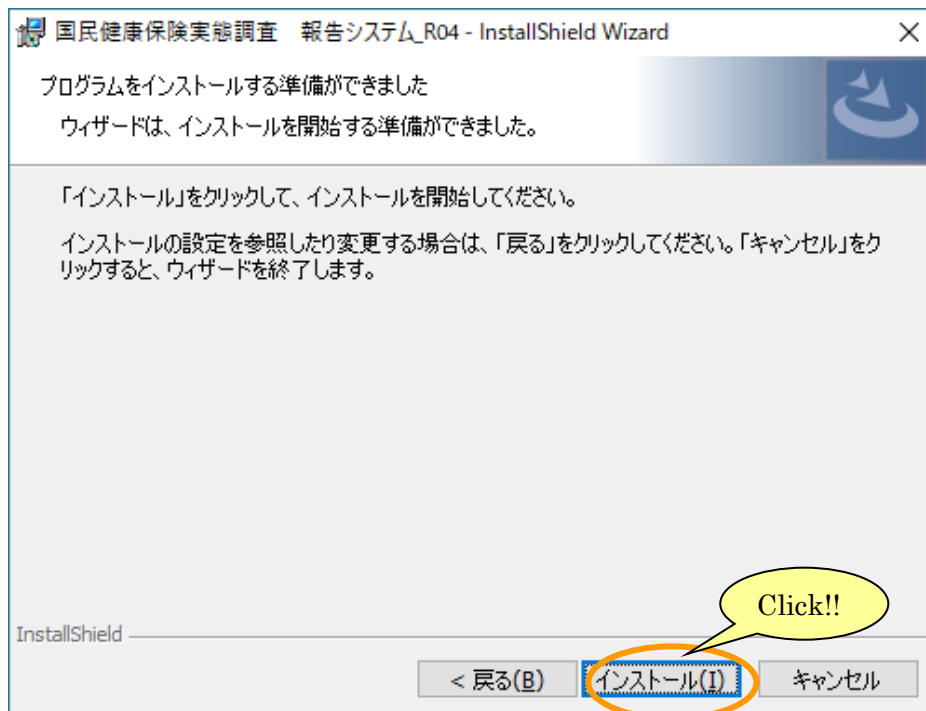 国民健康保険実態調査　報告システム_R04 - InstallShield Wizard
プログラムをインストールする準備ができました
ウィザードは、インストールを開始する準備ができました。
「インストール」をクリックして、インストールを開始してください。
インストールの設定を参照したり変更する場合は、「戻る」をクリックしてください。「キャンセル」をク
リックすると、ウィザードを終了します。
Click!!
InstallShield
< 戻る(B)
インストール(I)
キャンセル